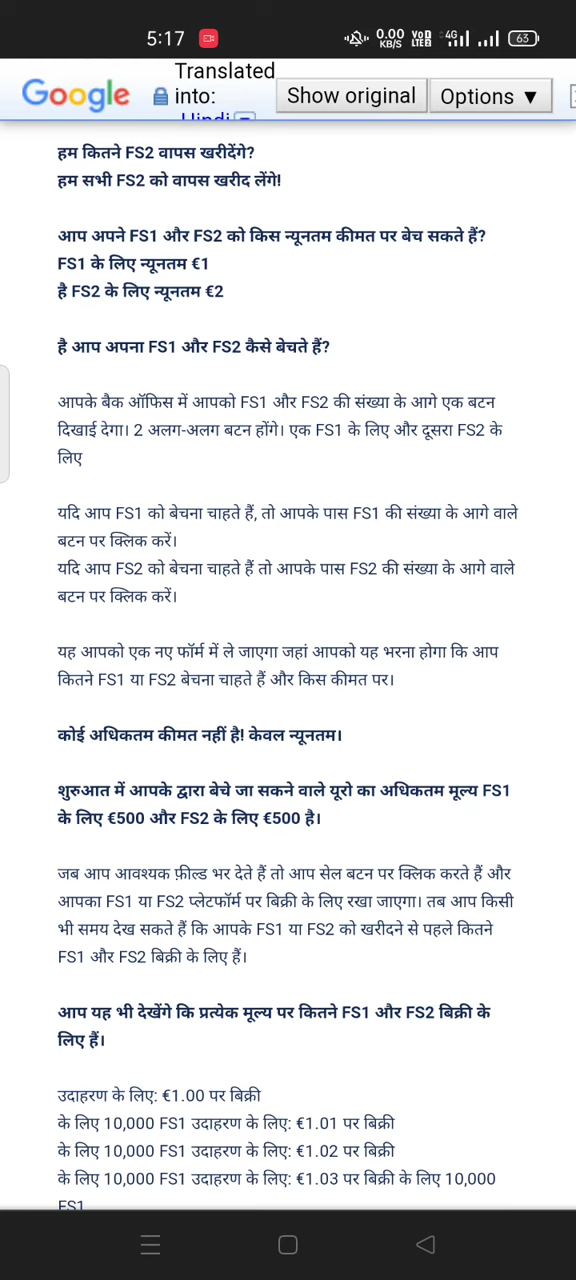 5:17
0.00 KB/S
VoD LTE2
4G
63
Google
Translated into: Hindi
Show original
Options ▼
हम कितने FS2 वापस खरीदेंगे?
हम सभी FS2 को वापस खरीद लेंगे!
आप अपने FS1 और FS2 को किस न्यूनतम कीमत पर बेच सकते हैं?
FS1 के लिए न्यूनतम €1
है FS2 के लिए न्यूनतम €2
है आप अपना FS1 और FS2 कैसे बेचते हैं?
आपके बैक ऑफिस में आपको FS1 और FS2 की संख्या के आगे एक बटन
दिखाई देगा। 2 अलग-अलग बटन होंगे। एक FS1 के लिए और दूसरा FS2 के
लिए
यदि आप FS1 को बेचना चाहते हैं, तो आपके पास FS1 की संख्या के आगे वाले
बटन पर क्लिक करें।
यदि आप FS2 को बेचना चाहते हैं तो आपके पास FS2 की संख्या के आगे वाले
बटन पर क्लिक करें।
यह आपको एक नए फॉर्म में ले जाएगा जहां आपको यह भरना होगा कि आप
कितने FS1 या FS2 बेचना चाहते हैं और किस कीमत पर।
कोई अधिकतम कीमत नहीं है! केवल न्यूनतम।
शुरुआत में आपके द्वारा बेचे जा सकने वाले यूरो का अधिकतम मूल्य FS1
के लिए €500 और FS2 के लिए €500 है।
जब आप आवश्यक फ़ील्ड भर देते हैं तो आप सेल बटन पर क्लिक करते हैं और
आपका FS1 या FS2 प्लेटफॉर्म पर बिक्री के लिए रखा जाएगा। तब आप किसी
भी समय देख सकते हैं कि आपके FS1 या FS2 को खरीदने से पहले कितने
FS1 और FS2 बिक्री के लिए हैं।
आप यह भी देखेंगे कि प्रत्येक मूल्य पर कितने FS1 और FS2 बिक्री के
लिए हैं।
उदाहरण के लिए: €1.00 पर बिक्री
के लिए 10,000 FS1 उदाहरण के लिए: €1.01 पर बिक्री
के लिए 10,000 FS1 उदाहरण के लिए: €1.02 पर बिक्री
के लिए 10,000 FS1 उदाहरण के लिए: €1.03 पर बिक्री के लिए 10,000
FS1